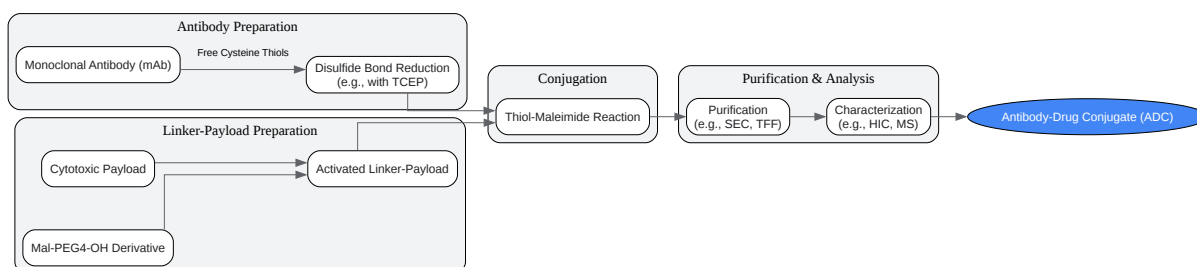 Antibody Preparation
Monoclonal Antibody (mAb)
Free Cysteine Thiols
Disulfide Bond Reduction
(e.g., with TCEP)
Linker-Payload Preparation
Cytotoxic Payload
Mal-PEG4-OH Derivative
Activated Linker-Payload
Conjugation
Thiol-Maleimide Reaction
Purification & Analysis
Purification
(e.g., SEC, TFF)
Characterization
(e.g., HIC, MS)
Antibody-Drug Conjugate (ADC)